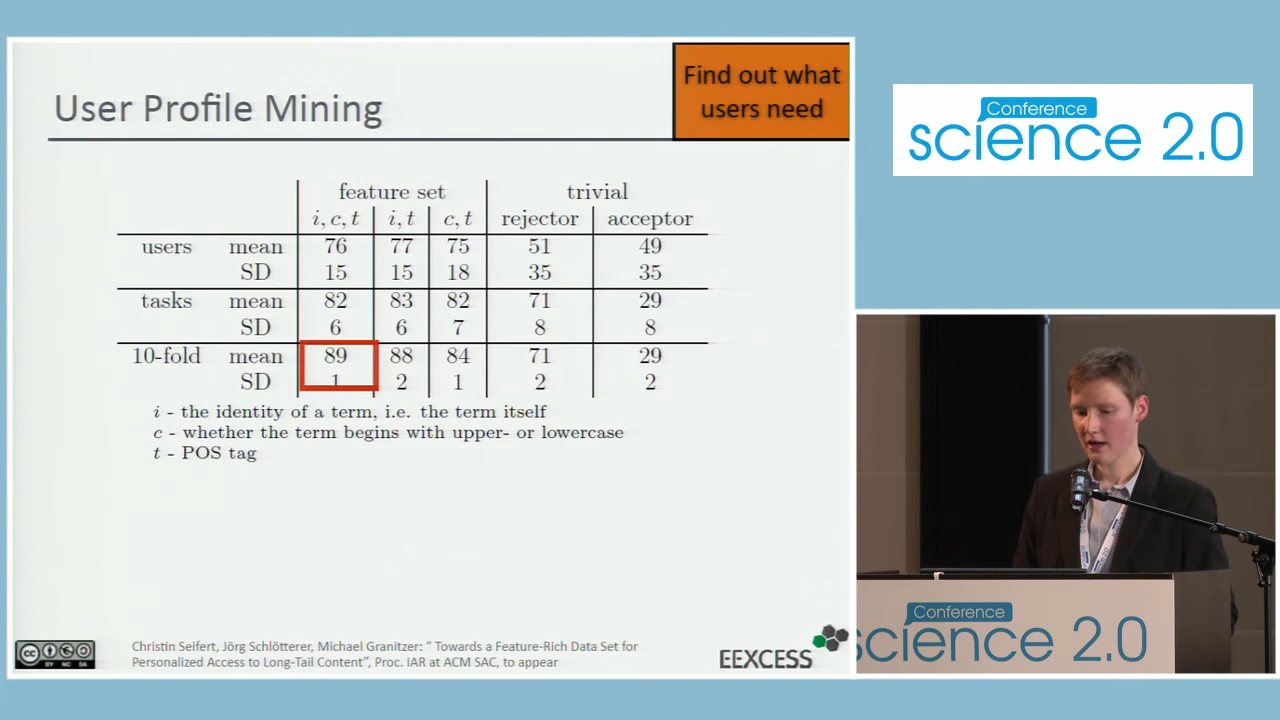 User Profile Mining
Find out what
users need
feature set trivial
i, c, t i, t c, t rejector acceptor
users mean 76 77 75 51 49
SD 15 15 18 35 35
tasks mean 82 83 82 71 29
SD 6 6 7 8 8
10-fold mean 89 88 84 71 29
SD 1 2 1 2 2
i - the identity of a term, i.e. the term itself
c - whether the term begins with upper- or lowercase
t - POS tag
Christin Seifert, Jörg Schlötterer, Michael Granitzer: “ Towards a Feature-Rich Data Set for
Personalized Access to Long-Tail Content”, Proc. IAR at ACM SAC, to appear
cc BY NC SA
EEXCESS
Conference
science 2.0
Conference
science 2.0